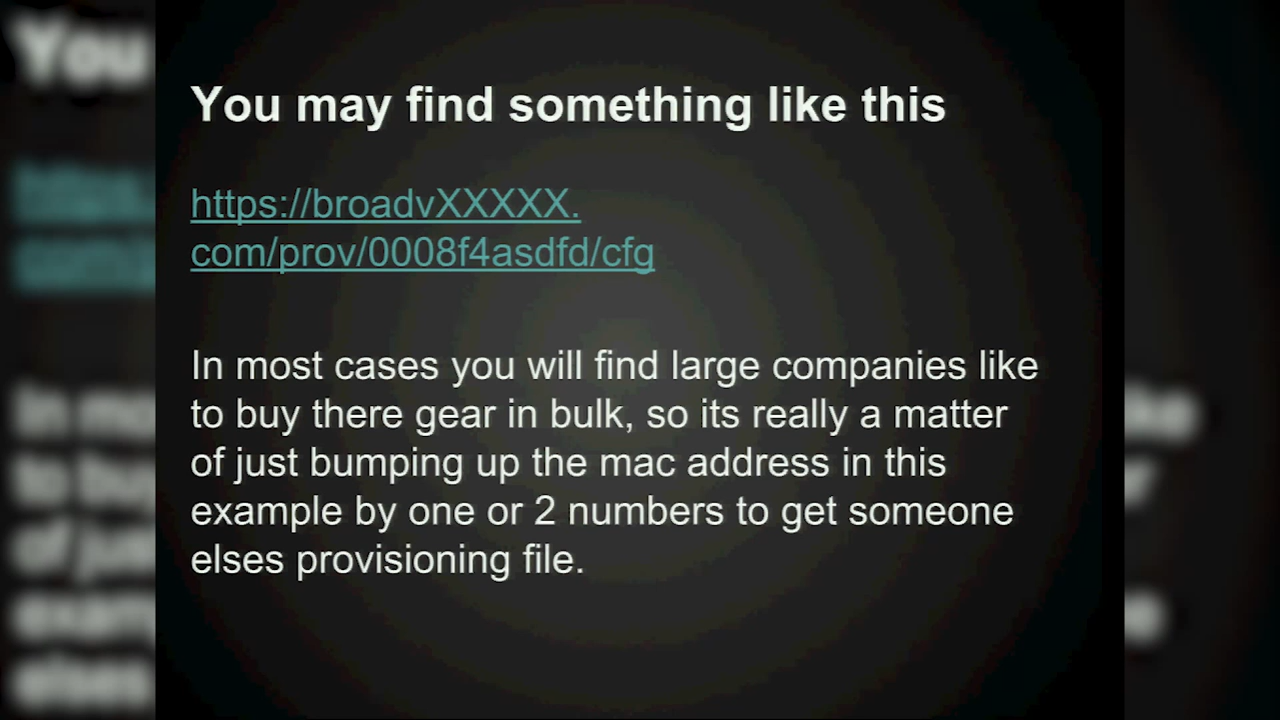 You may find something like this
https://broadvXXXXX.
com/prov/0008f4asdfd/cfg
In most cases you will find large companies like
to buy there gear in bulk, so its really a matter
of just bumping up the mac address in this
example by one or 2 numbers to get someone
elses provisioning file.